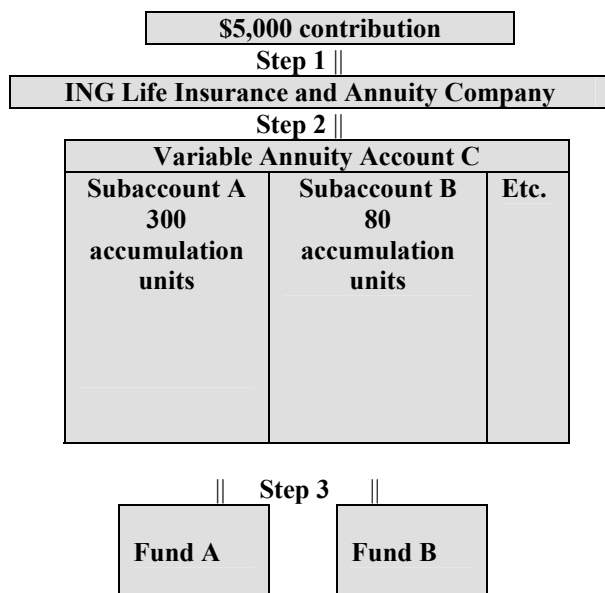 $5,000 contribution
Step 1 ||
ING Life Insurance and Annuity Company
Step 2 ||
Variable Annuity Account C
Subaccount A
300
accumulation
units
Subaccount B
80
accumulation
units
Etc.
|| Step 3 ||
Fund A
Fund B